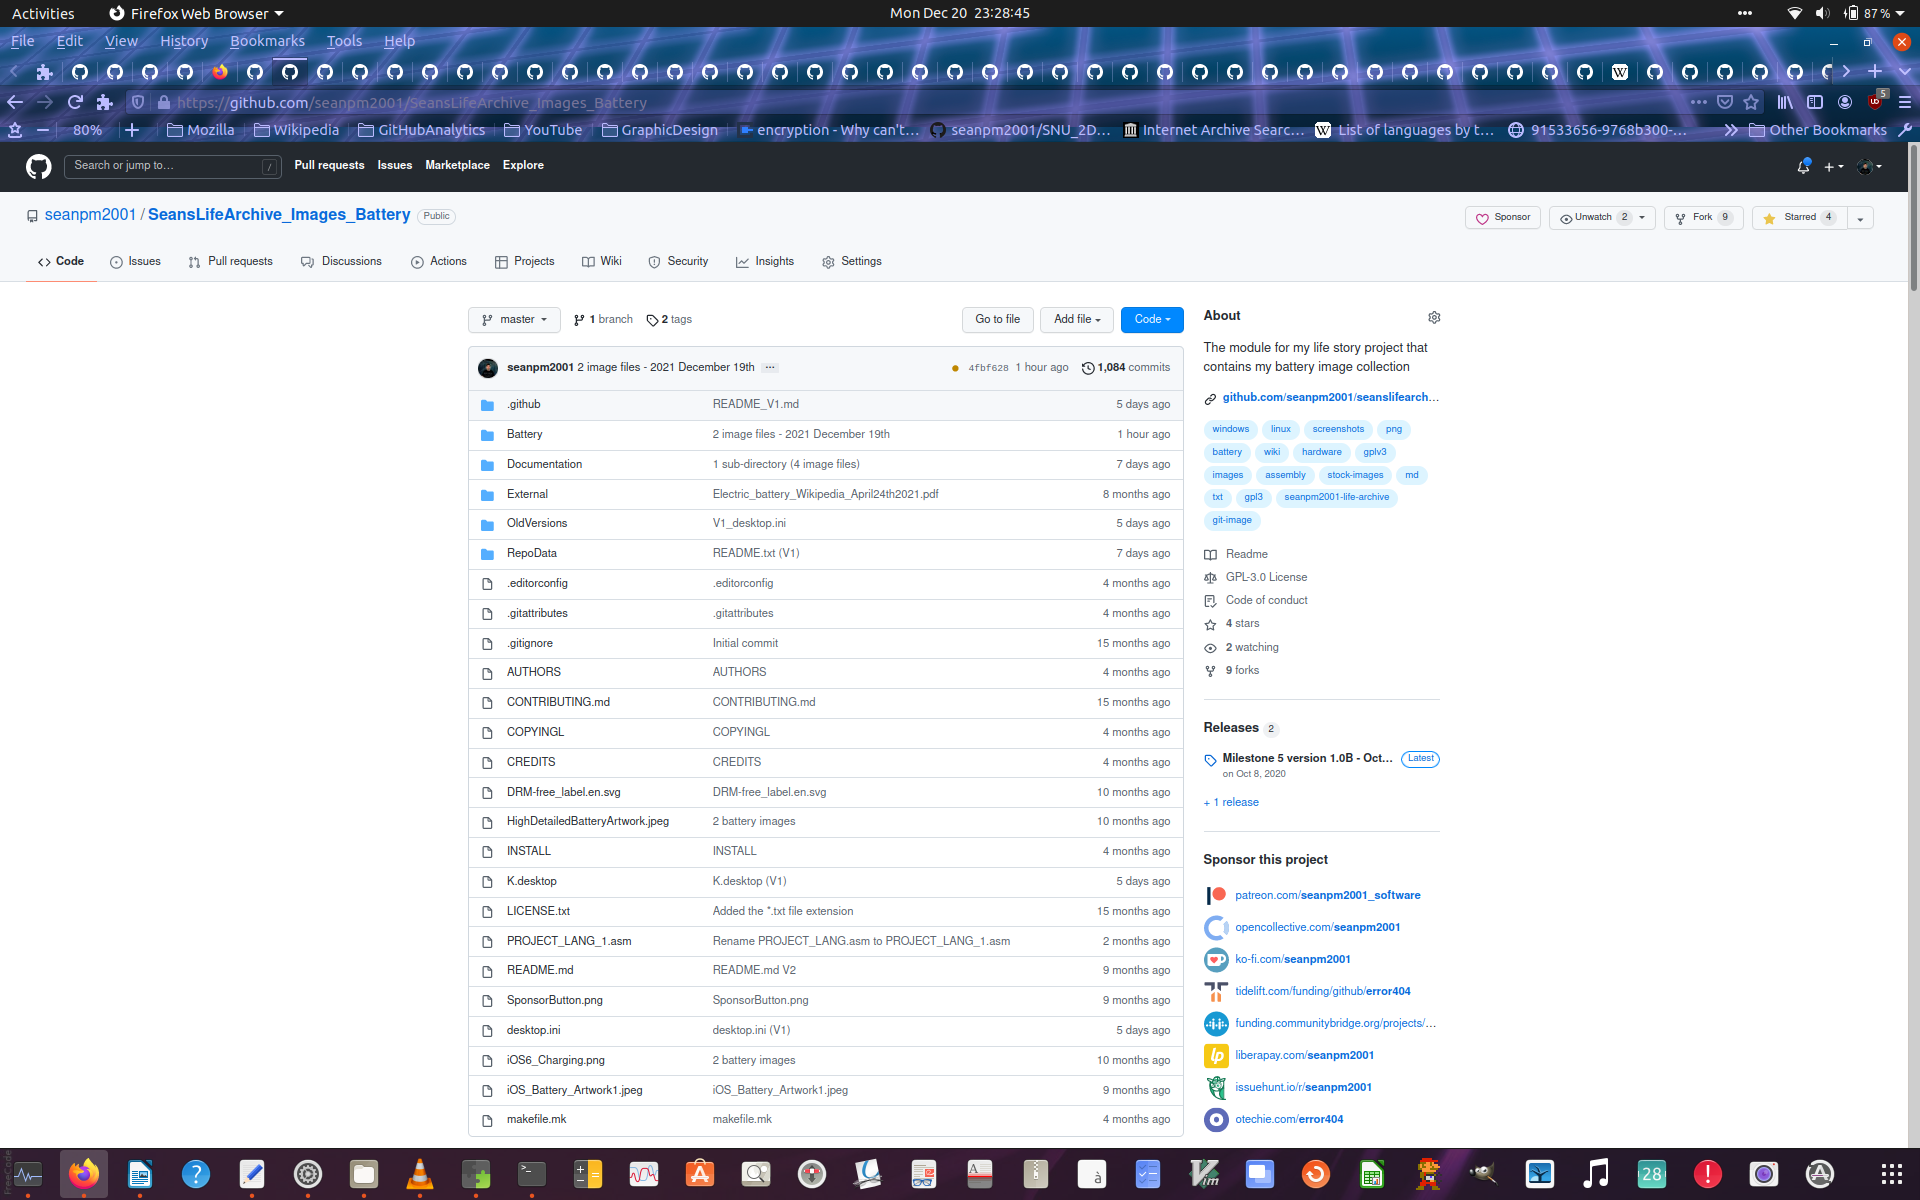 Activities Firefox Web Browser Mon Dec 20 23:28:45 87 %
File Edit View History Bookmarks Tools Help
https://github.com/seanpm2001/SeansLifeArchive_Images_Battery 5
80% Mozilla Wikipedia GitHubAnalytics YouTube GraphicDesign encryption - Why can't... seanpm2001/SNU_2D... Internet Archive Searc... List of languages by t... 91533656-9768b300-... Other Bookmarks
Search or jump to... / Pull requests Issues Marketplace Explore
seanpm2001 / SeansLifeArchive_Images_Battery Public Sponsor Unwatch 2 Fork 9 Starred 4
Code Issues Pull requests Discussions Actions Projects Wiki Security Insights Settings
master 1 branch 2 tags Go to file Add file Code
seanpm2001 2 image files - 2021 December 19th ... 4fbf628 1 hour ago 1,084 commits
.github README_V1.md 5 days ago
Battery 2 image files - 2021 December 19th 1 hour ago
Documentation 1 sub-directory (4 image files) 7 days ago
External Electric_battery_Wikipedia_April24th2021.pdf 8 months ago
OldVersions V1_desktop.ini 5 days ago
RepoData README.txt (V1) 7 days ago
.editorconfig .editorconfig 4 months ago
.gitattributes .gitattributes 4 months ago
.gitignore Initial commit 15 months ago
AUTHORS AUTHORS 4 months ago
CONTRIBUTING.md CONTRIBUTING.md 15 months ago
COPYINGL COPYINGL 4 months ago
CREDITS CREDITS 4 months ago
DRM-free_label.en.svg DRM-free_label.en.svg 10 months ago
HighDetailedBatteryArtwork.jpeg 2 battery images 10 months ago
INSTALL INSTALL 4 months ago
K.desktop K.desktop (V1) 5 days ago
LICENSE.txt Added the *.txt file extension 15 months ago
PROJECT_LANG_1.asm Rename PROJECT_LANG.asm to PROJECT_LANG_1.asm 2 months ago
README.md README.md V2 9 months ago
SponsorButton.png SponsorButton.png 9 months ago
desktop.ini desktop.ini (V1) 5 days ago
iOS6_Charging.png 2 battery images 10 months ago
iOS_Battery_Artwork1.jpeg iOS_Battery_Artwork1.jpeg 9 months ago
makefile.mk makefile.mk 4 months ago
About
The module for my life story project that
contains my battery image collection
github.com/seanpm2001/seanslifearch...
windows linux screenshots png
battery wiki hardware gplv3
images assembly stock-images md
txt gpl3 seanpm2001-life-archive
git-image
Readme
GPL-3.0 License
Code of conduct
4 stars
2 watching
9 forks
Releases 2
Milestone 5 version 1.0B - Oct... Latest
on Oct 8, 2020
+ 1 release
Sponsor this project
patreon.com/seanpm2001_software
opencollective.com/seanpm2001
ko-fi.com/seanpm2001
tidelift.com/funding/github/error404
funding.communitybridge.org/projects/...
liberapay.com/seanpm2001
issuehunt.io/r/seanpm2001
otechie.com/error404
28